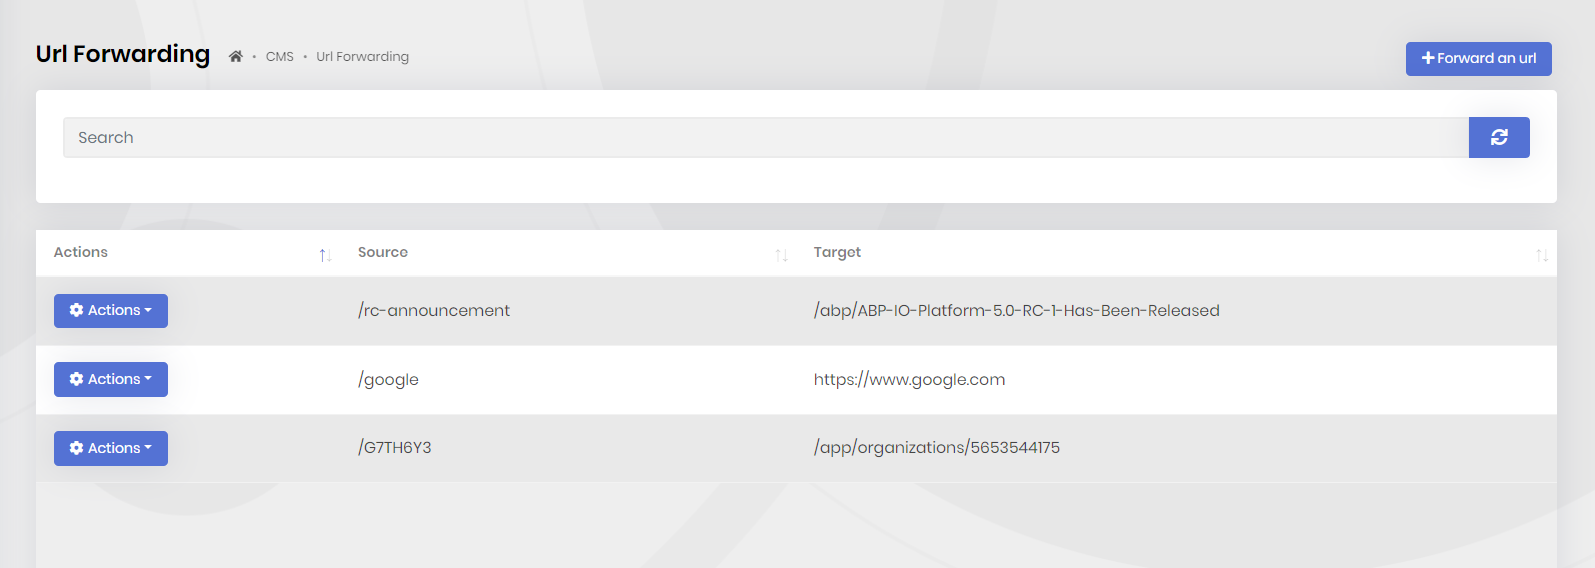 Url Forwarding
CMS • Url Forwarding
Forward an url
Search
Actions Source Target
Actions /rc-announcement /abp/ABP-IO-Platform-5.0-RC-1-Has-Been-Released
Actions /google https://www.google.com
Actions /G7TH6Y3 /app/organizations/5653544175